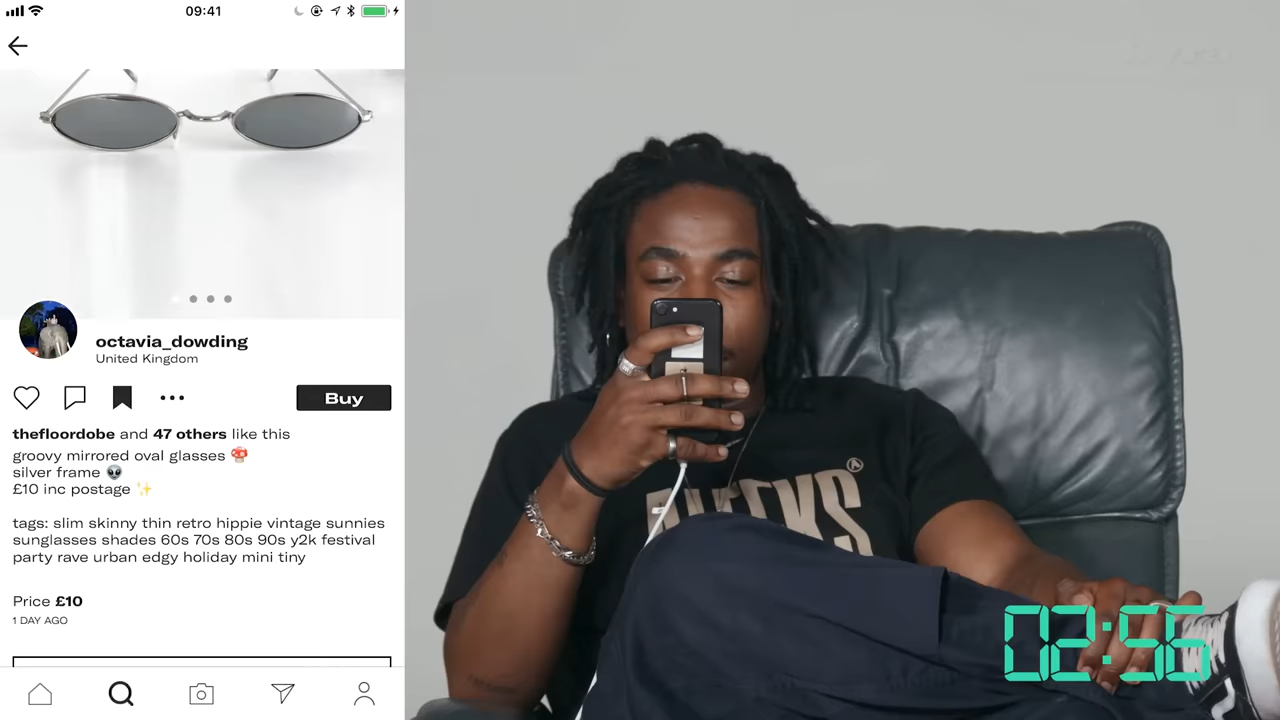 09:41
octavia_dowding
United Kingdom
Buy
thefloordobe and 47 others like this
groovy mirrored oval glasses 🍄
silver frame 👽
£10 inc postage ✨
tags: slim skinny thin retro hippie vintage sunnies
sunglasses shades 60s 70s 80s 90s y2k festival
party rave urban edgy holiday mini tiny
Price £10
1 DAY AGO
02:56